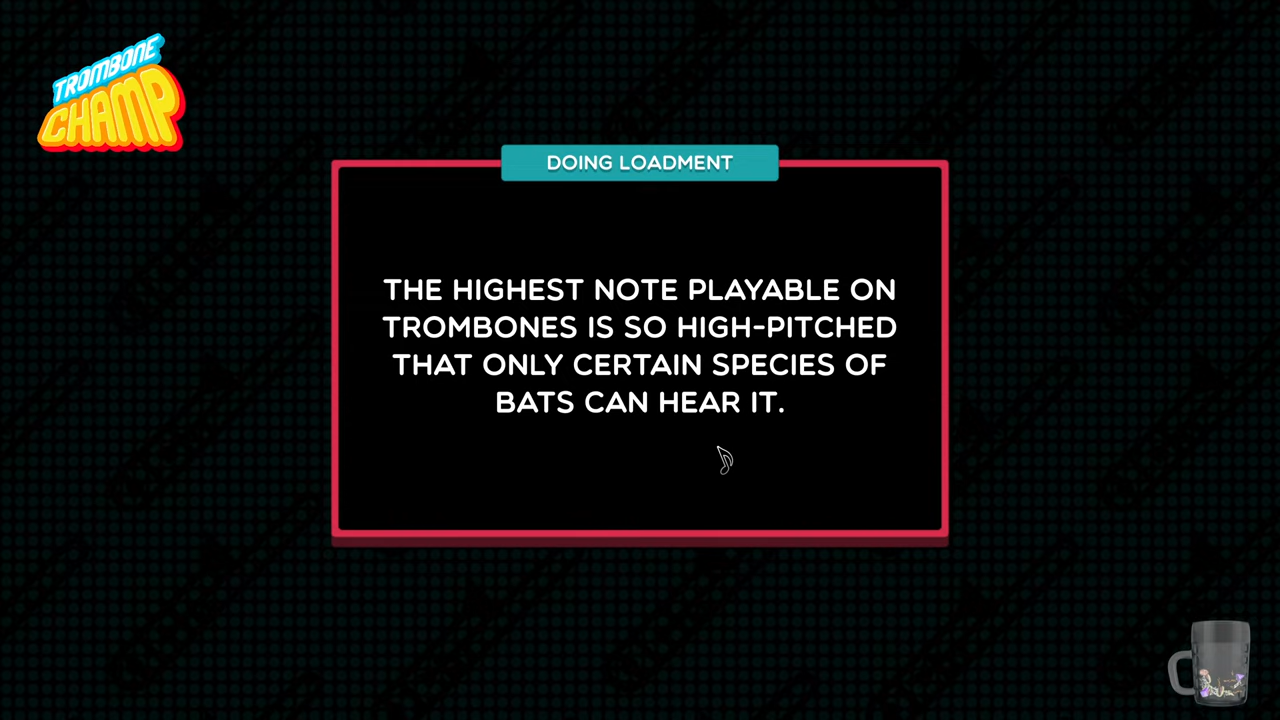 TROMBONE
CHAMP
DOING LOADMENT
THE HIGHEST NOTE PLAYABLE ON
TROMBONES IS SO HIGH-PITCHED
THAT ONLY CERTAIN SPECIES OF
BATS CAN HEAR IT.